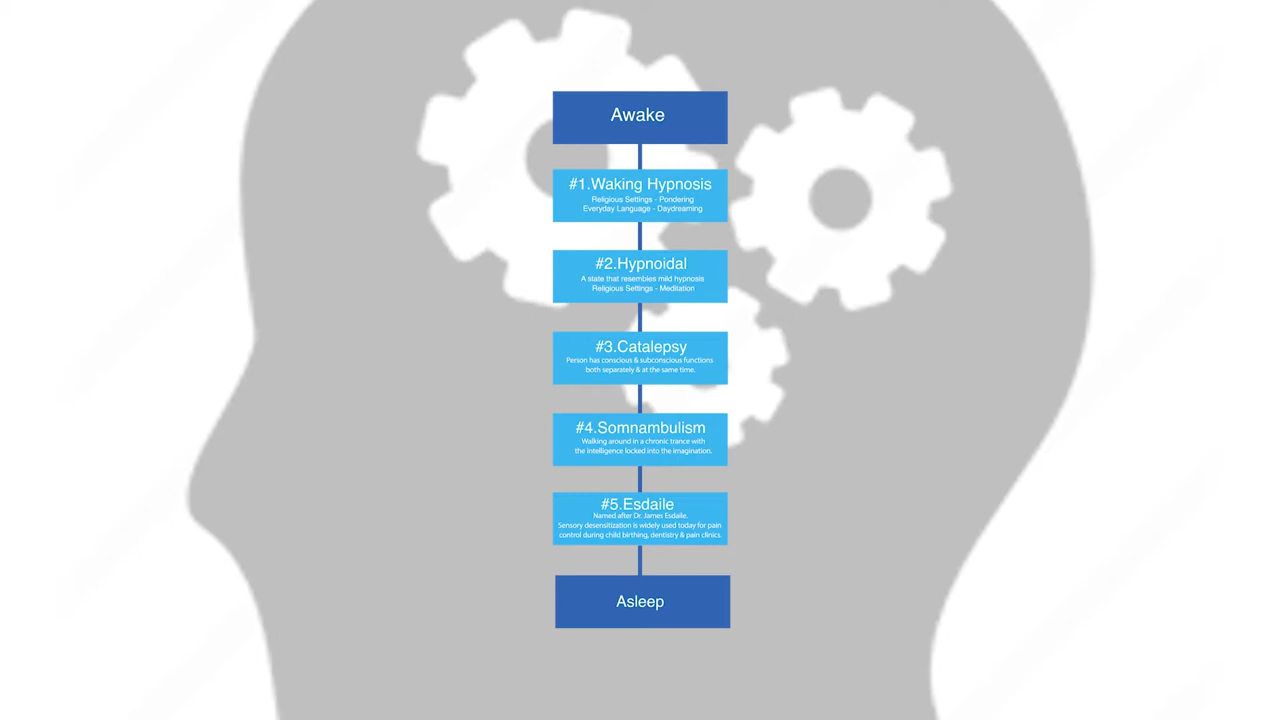 Awake
#1.Waking Hypnosis
Religious Settings - Pondering
Everyday Language - Daydreaming
#2.Hypnoidal
A state that resembles mild hypnosis
Religious Settings - Meditation
#3.Catalepsy
Person has conscious & subconscious functions
both separately & at the same time.
#4.Somnambulism
Walking around in a chronic trance with
the intelligence locked into the imagination.
#5.Esdaile
Named after Dr. James Esdaile.
Sensory desensitization is widely used today for pain
control during child birthing, dentistry & pain clinics.
Asleep